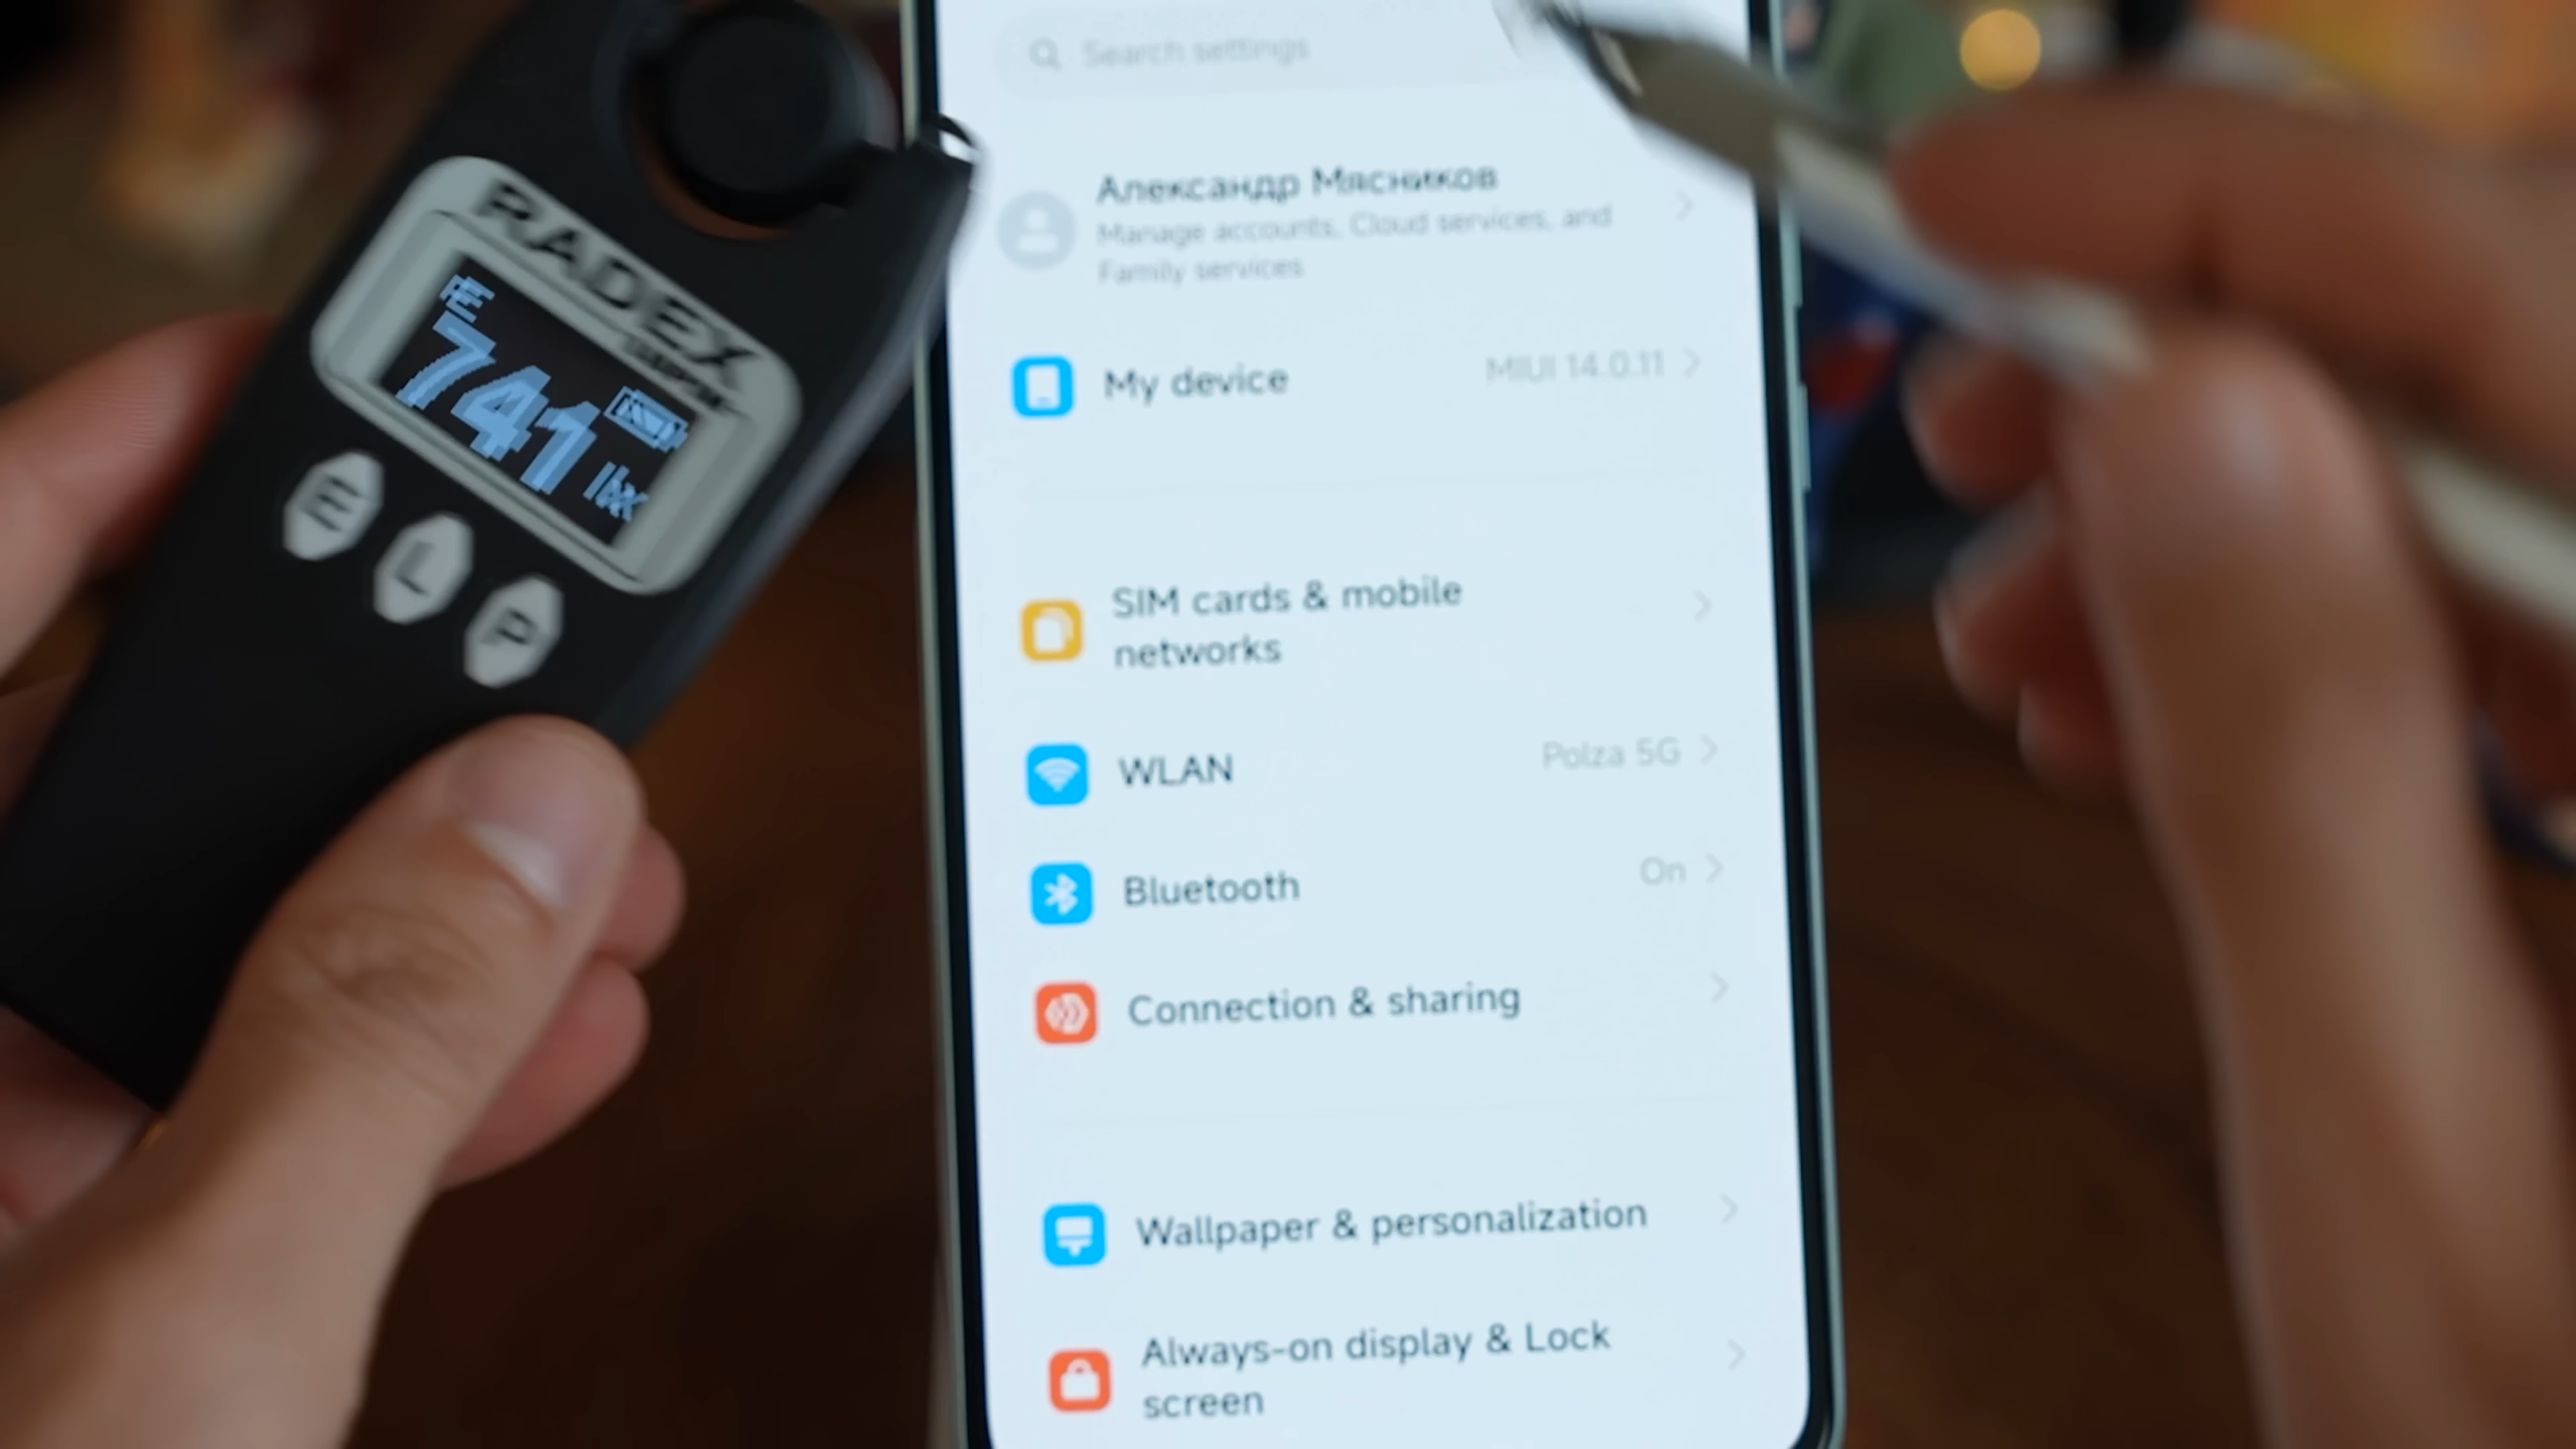 RADEX
LUPIN
E
741
lx
E
L
P
Search settings
Александр Мясников
Manage accounts, Cloud services, and
Family services
My device
MIUI 14.0.11
SIM cards & mobile
networks
WLAN
Polza 5G
Bluetooth
On
Connection & sharing
Wallpaper & personalization
Always-on display & Lock
screen